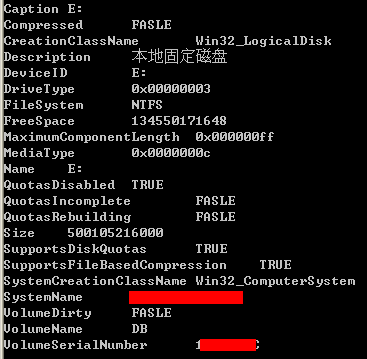 Caption E:
Compressed FASLE
CreationClassName Win32_LogicalDisk
Description 本地固定磁盘
DeviceID E:
DriveType 0x00000003
FileSystem NTFS
FreeSpace 134550171648
MaximumComponentLength 0x000000ff
MediaType 0x0000000c
Name E:
QuotasDisabled TRUE
QuotasIncomplete FASLE
QuotasRebuilding FASLE
Size 500105216000
SupportsDiskQuotas TRUE
SupportsFileBasedCompression TRUE
SystemCreationClassName Win32_ComputerSystem
SystemName
VolumeDirty FASLE
VolumeName DB
VolumeSerialNumber 1 C